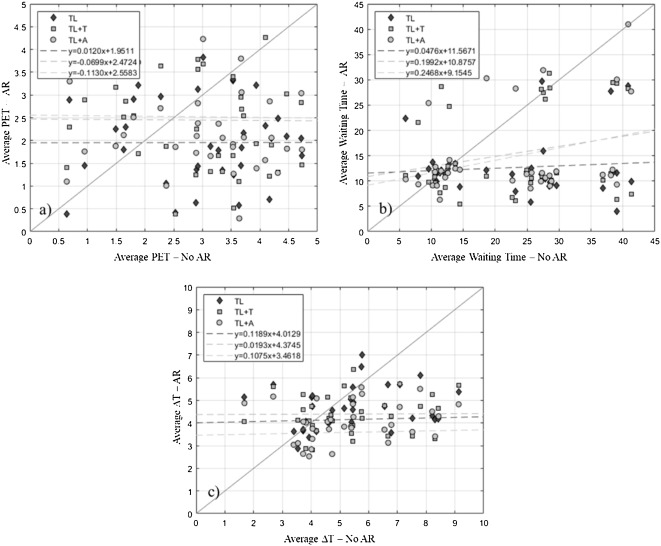 5
4.5
4
3.5
3
2.5
2
1.5
1
0.5
0
Average PET – AR
TL
TL+T
TL+A
y=0.0120x+1.9511
y=-0.0699x+2.4724
y=-0.1130x+2.5583
a)
0 0.5 1 1.5 2 2.5 3 3.5 4 4.5 5
Average PET – No AR
45
40
35
30
25
20
15
10
5
0
Average Waiting Time – AR
TL
TL+T
TL+A
y=0.0476x+11.5671
y=0.1992x+10.8757
y=0.2468x+9.1545
b)
0 5 10 15 20 25 30 35 40 45
Average Waiting Time – No AR
10
9
8
7
6
5
4
3
2
1
0
Average ΔT – AR
TL
TL+T
TL+A
y=0.1189x+4.0129
y=0.0193x+4.3745
y=0.1075x+3.4618
c)
0 1 2 3 4 5 6 7 8 9 10
Average ΔT – No AR